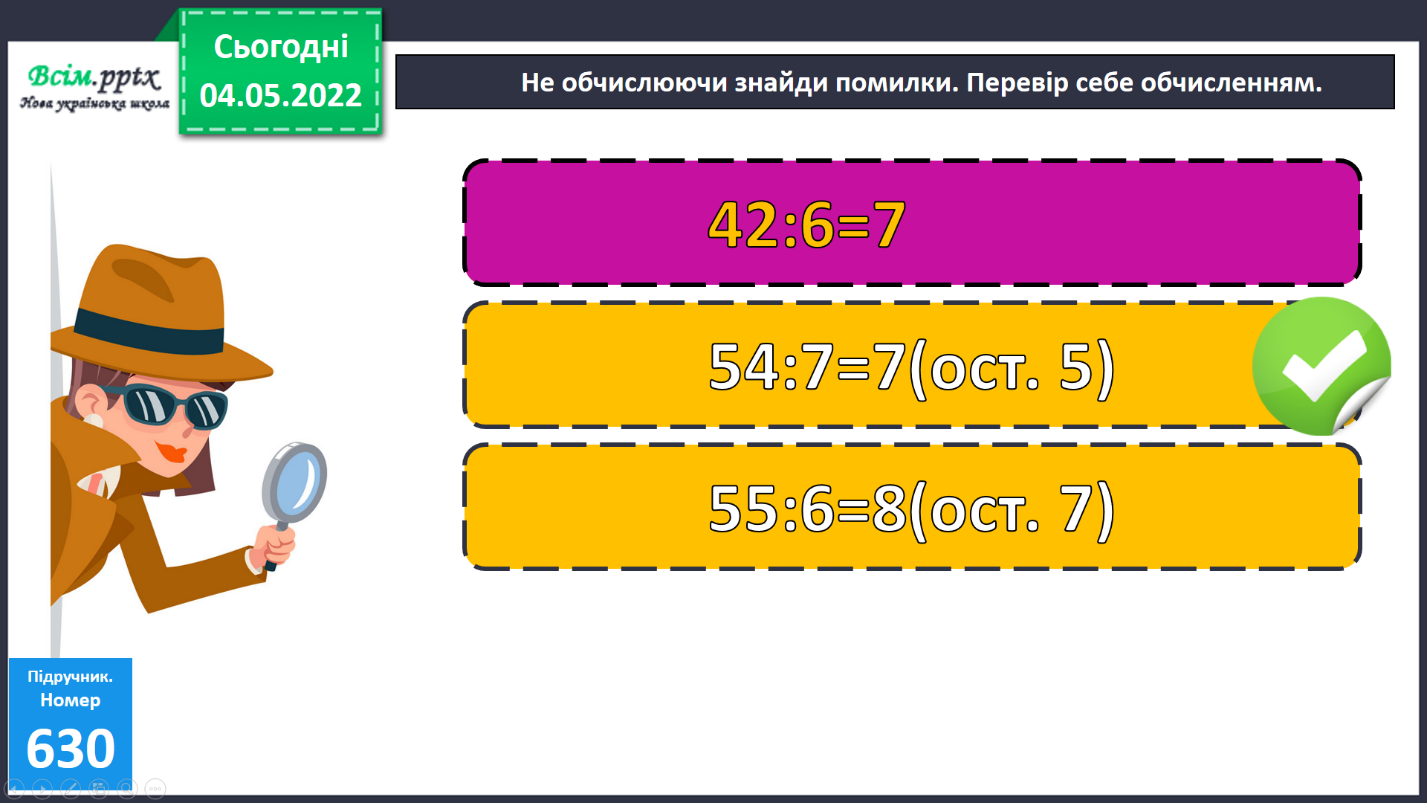 Всім.pptx
Нова українська школа
Сьогодні
04.05.2022
Не обчислюючи знайди помилки. Перевір себе обчисленням.
42:6=7
54:7=7(ост. 5)
55:6=8(ост. 7)
Підручник.
Номер
630